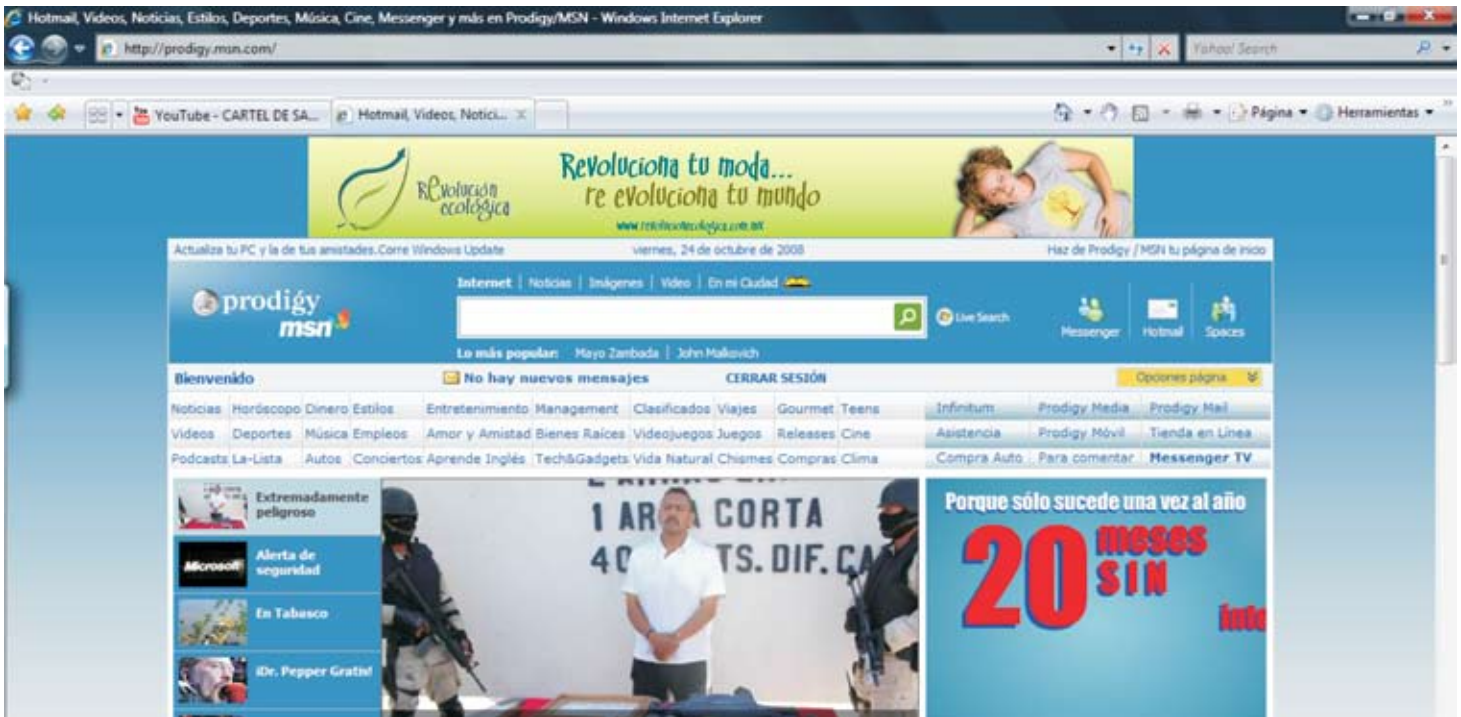 Hotmail, Videos, Noticias, Estilos, Deportes, Música, Cine, Messenger y más en Prodigy/MSN - Windows Internet Explorer
http://prodigy.msn.com/
Yahoo! Search
YouTube - CARTEL DE SA...
Hotmail, Videos, Notici...
Página
Herramientas
Revolución ecológica
Revoluciona tu moda...
re evoluciona tu mundo
www.revolucionecologica.com.mx
Actualiza tu PC y la de tus amistades.Corre Windows Update
viernes, 24 de octubre de 2008
Haz de Prodigy / MSN tu página de inicio
prodigy
msn
Internet | Noticias | Imágenes | Video | En mi Ciudad
Live Search
Messenger
Hotmail
Spaces
Lo más popular: Mayo Zambada | John Malkovich
Bienvenido
No hay nuevos mensajes
CERRAR SESIÓN
Opciones página
Noticias Horóscopo Dinero Estilos Entretenimiento Management Clasificados Viajes Gourmet Teens Infinitum Prodigy Media Prodigy Mail
Videos Deportes Música Empleos Amor y Amistad Bienes Raíces Videojuegos Juegos Releases Cine Asistencia Prodigy Móvil Tienda en Línea
Podcasts La-Lista Autos Conciertos Aprende Inglés Tech&Gadgets Vida Natural Chismes Compras Clima Compra Auto Para comentar Messenger TV
Extremadamente
peligroso
Microsoft
Alerta de
seguridad
En Tabasco
¡Dr. Pepper Gratis!
1 ARMA CORTA
Porque sólo sucede una vez al año
20 meses
SIN
inte